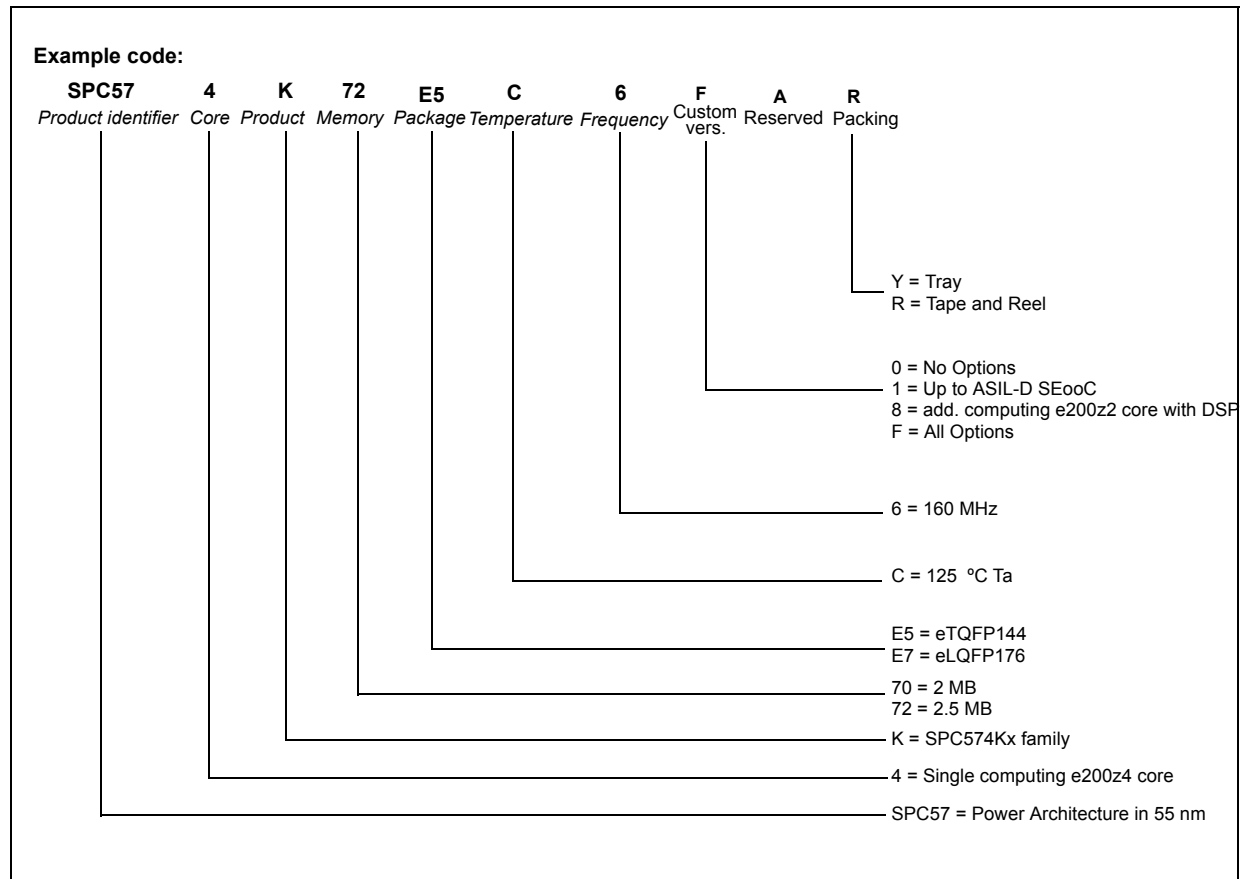 Example code:
SPC57 4 K 72 E5 C 6 F A R
Product identifier Core Product Memory Package Temperature Frequency Custom vers. Reserved Packing
Y = Tray
R = Tape and Reel
0 = No Options
1 = Up to ASIL-D SEooC
8 = add. computing e200z2 core with DSP
F = All Options
6 = 160 MHz
C = 125 ºC Ta
E5 = eTQFP144
E7 = eLQFP176
70 = 2 MB
72 = 2.5 MB
K = SPC574Kx family
4 = Single computing e200z4 core
SPC57 = Power Architecture in 55 nm